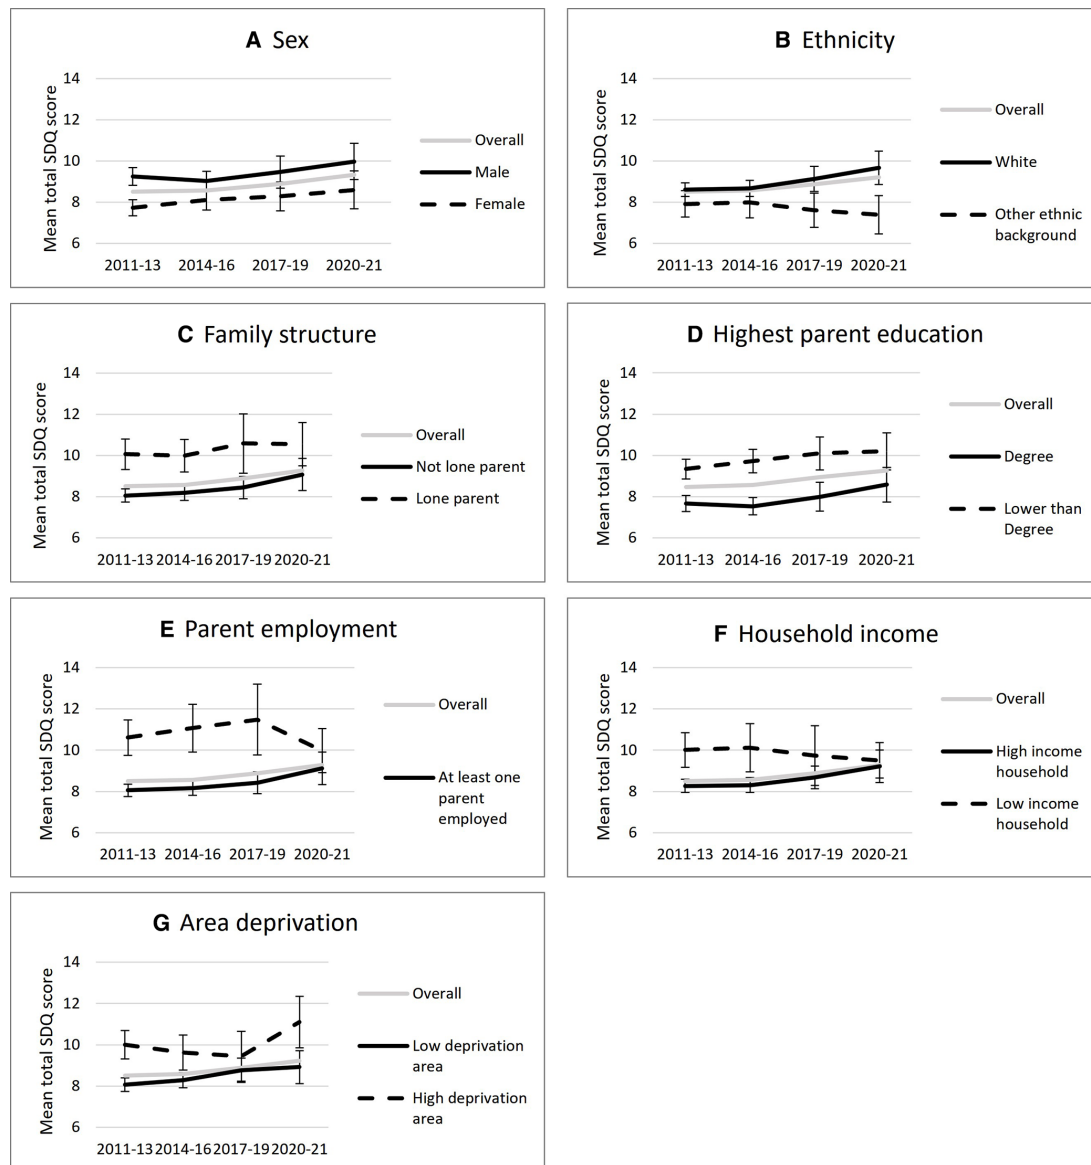 A Sex
Mean total SDQ score
14
12
10
8
6
2011-13 2014-16 2017-19 2020-21
Overall
Male
Female
B Ethnicity
Mean total SDQ score
14
12
10
8
6
2011-13 2014-16 2017-19 2020-21
Overall
White
Other ethnic
background
C Family structure
Mean total SDQ score
14
12
10
8
6
2011-13 2014-16 2017-19 2020-21
Overall
Not lone parent
Lone parent
D Highest parent education
Mean total SDQ score
14
12
10
8
6
2011-13 2014-16 2017-19 2020-21
Overall
Degree
Lower than
Degree
E Parent employment
Mean total SDQ score
14
12
10
8
6
2011-13 2014-16 2017-19 2020-21
Overall
At least one
parent
employed
F Household income
Mean total SDQ score
14
12
10
8
6
2011-13 2014-16 2017-19 2020-21
Overall
High income
household
Low income
household
G Area deprivation
Mean total SDQ score
14
12
10
8
6
2011-13 2014-16 2017-19 2020-21
Overall
Low deprivation
area
High deprivation
area